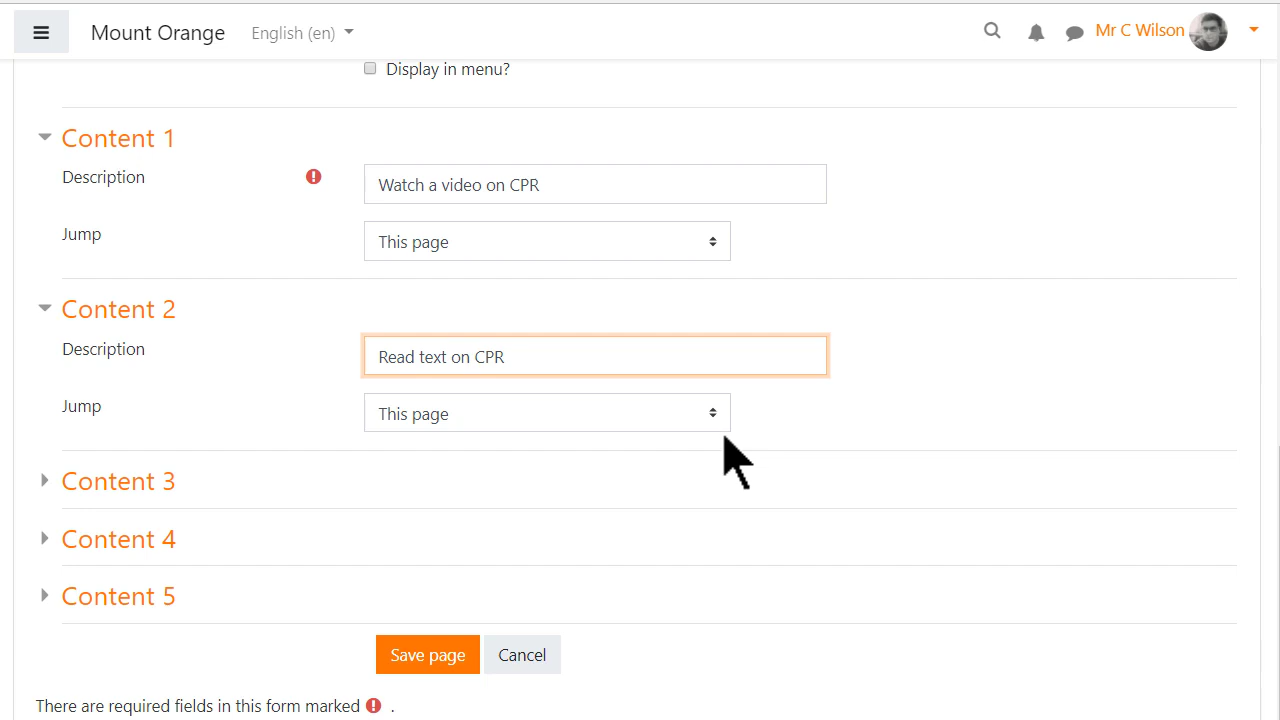 Mount Orange English (en) Mr C Wilson
Display in menu?
Content 1
Description Watch a video on CPR
Jump This page
Content 2
Description Read text on CPR
Jump This page
Content 3
Content 4
Content 5
Save page Cancel
There are required fields in this form marked .